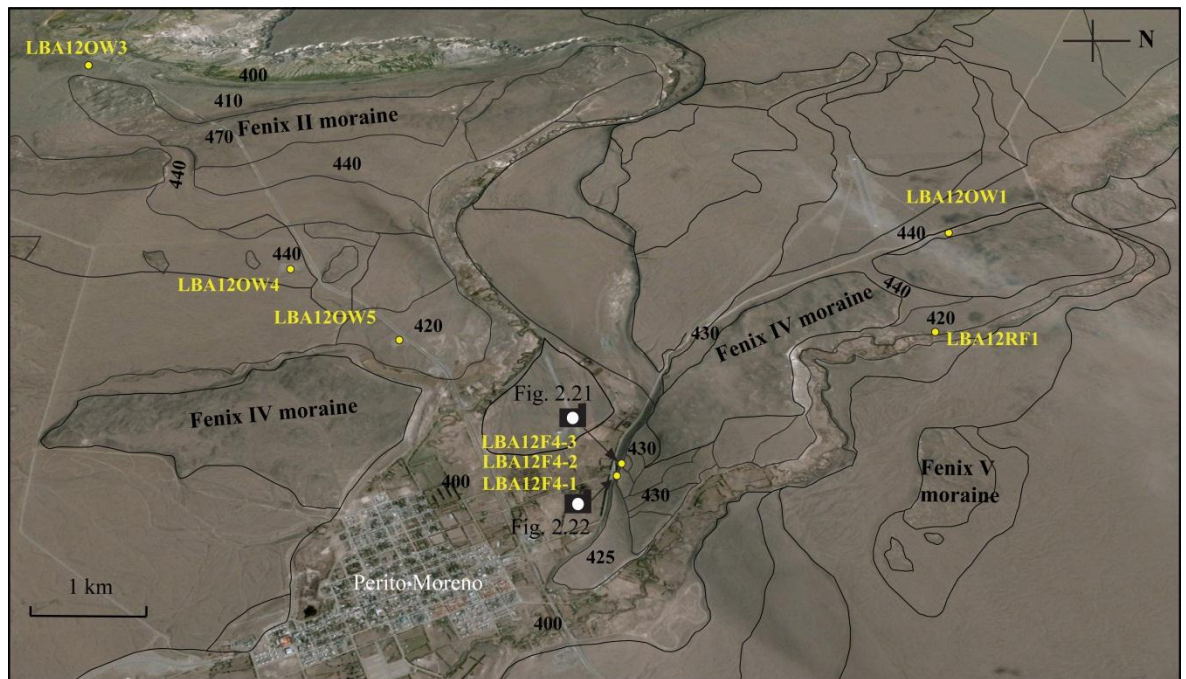 N
LBA12OW3
400
410
Fenix II moraine
470
440
440
LBA12OW1
440
440
LBA12OW4
440
LBA12OW5
420
430
Fenix IV moraine
420
LBA12RF1
Fenix IV moraine
Fig. 2.21
LBA12F4-3
LBA12F4-2
LBA12F4-1
430
430
400
Fenix V
moraine
Fig. 2.22
425
Perito Moreno
1 km
400